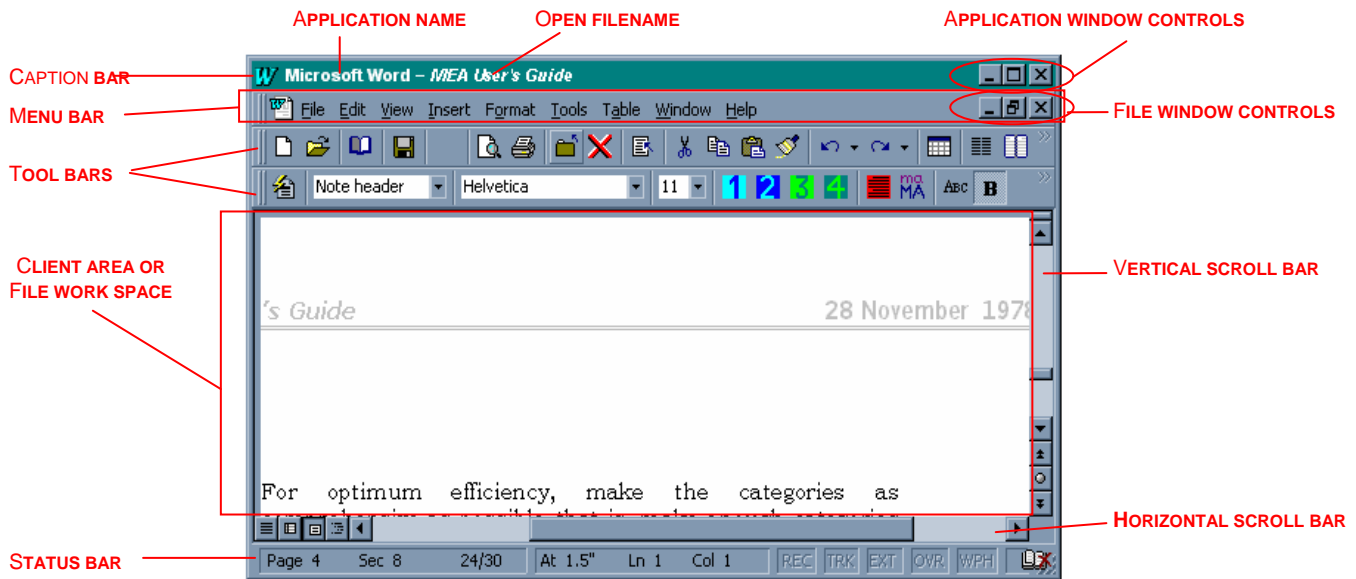 APPLICATION NAME
OPEN FILENAME
APPLICATION WINDOW CONTROLS
CAPTION BAR
Microsoft Word – MEA User's Guide
MENU BAR
File Edit View Insert Format Tools Table Window Help
FILE WINDOW CONTROLS
TOOL BARS
Note header Helvetica 11 1 2 3 4 ma MA ABC B
CLIENT AREA OR
FILE WORK SPACE
VERTICAL SCROLL BAR
's Guide 28 November 1978
For optimum efficiency, make the categories as
HORIZONTAL SCROLL BAR
STATUS BAR
Page 4 Sec 8 24/30 At 1.5" Ln 1 Col 1 REC TRK EXT OVR WPH